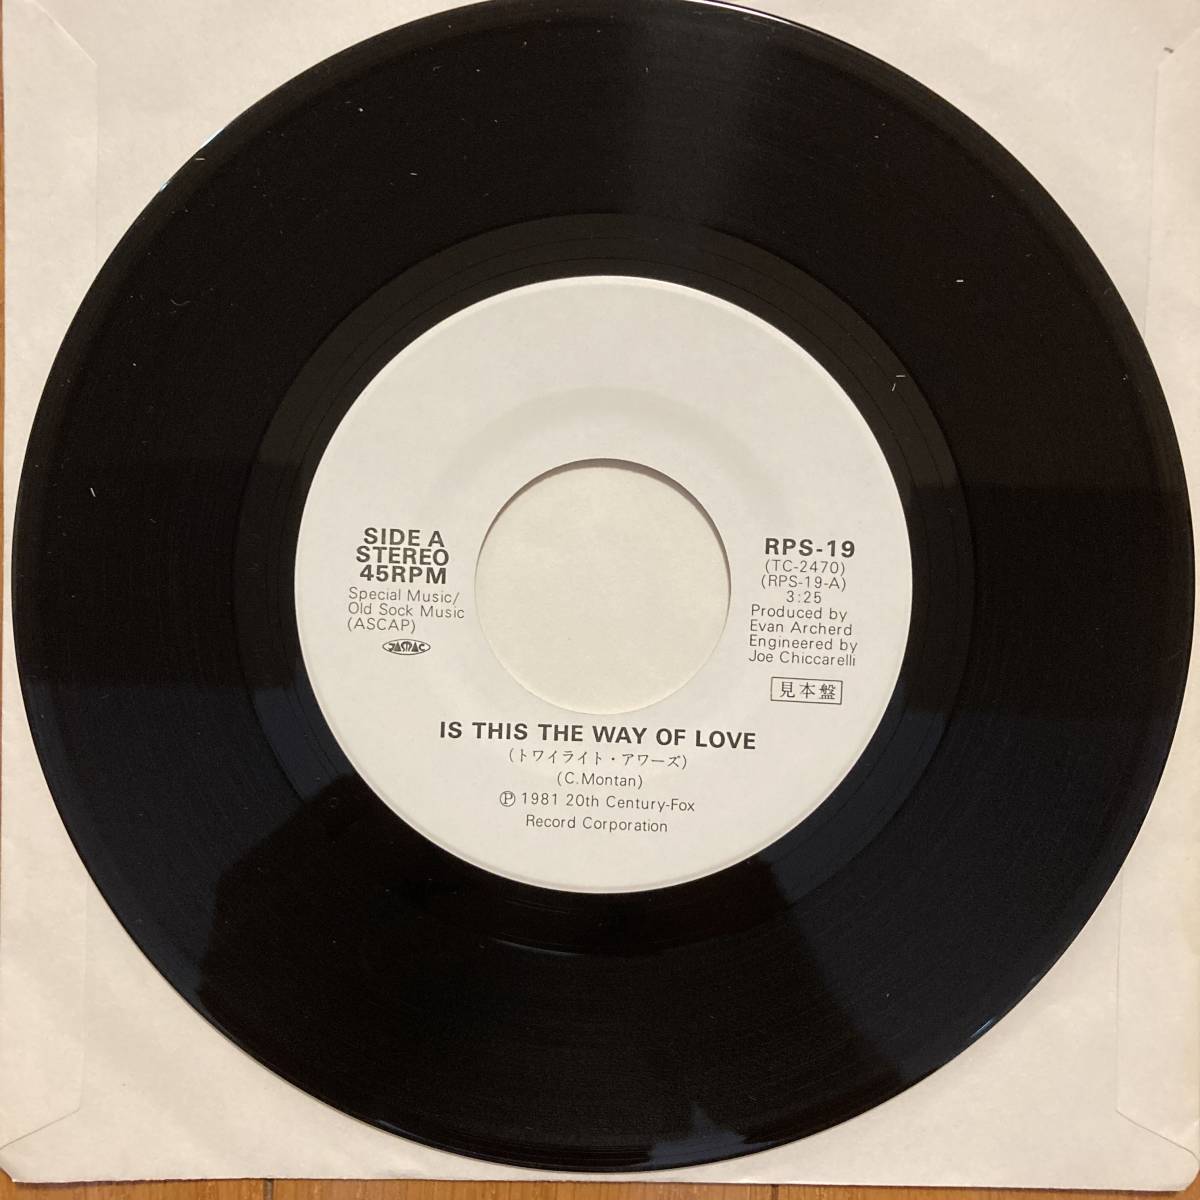 SIDE A
STEREO
45RPM
Special Music/
Old Sock Music
(ASCAP)
JASRAC
RPS-19
(TC-2470)
(RPS-19-A)
3:25
Produced by
Evan Archerd
Engineered by
Joe Chiccarelli
見本盤
IS THIS THE WAY OF LOVE
(トワイライト・アワーズ)
(C.Montan)
Ⓟ 1981 20th Century-Fox
Record Corporation